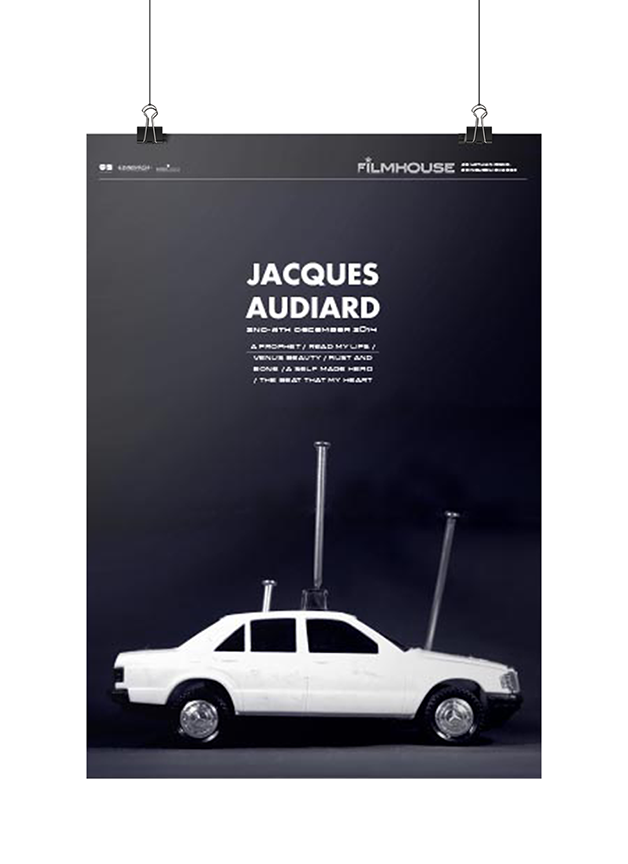 FILMHOUSE
JACQUES
AUDIARD
2ND-8TH DECEMBER 2014
A PROPHET / READ MY LIPS /
VENUS BEAUTY / RUST AND
BONE / A SELF MADE HERO
/ THE BEAT THAT MY HEART